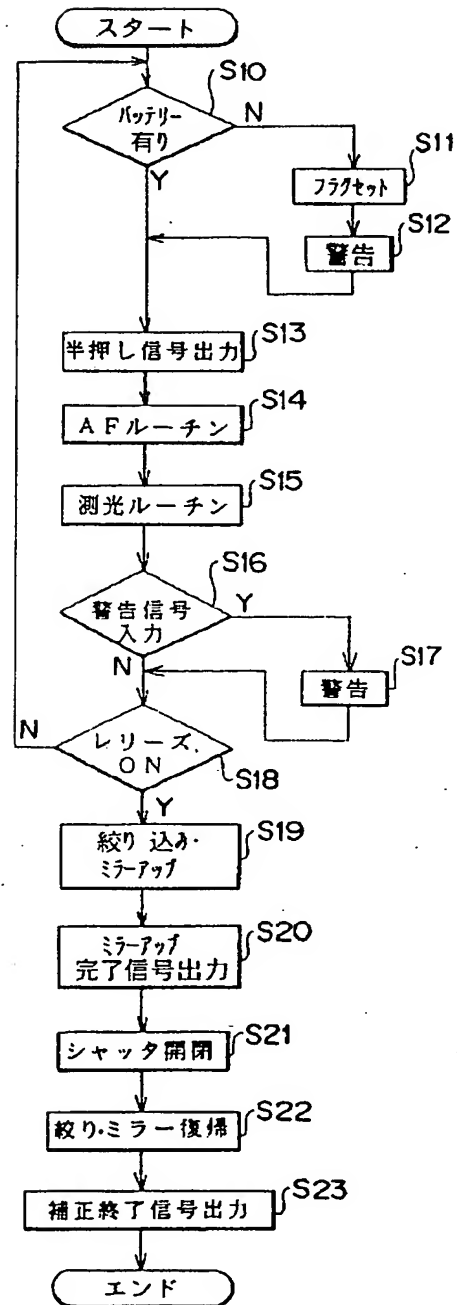 スタート
S10
バッテリー
有り
N
Y
S11
フラグセット
S12
警告
S13
半押し信号出力
S14
AFルーチン
S15
測光ルーチン
S16
警告信号
入力
Y
N
S17
警告
N
レリーズ
ON
S18
Y
S19
絞り込み・
ミラーアップ
S20
ミラーアップ
完了信号出力
S21
シャッタ開閉
S22
絞り・ミラー復帰
S23
補正終了信号出力
エンド